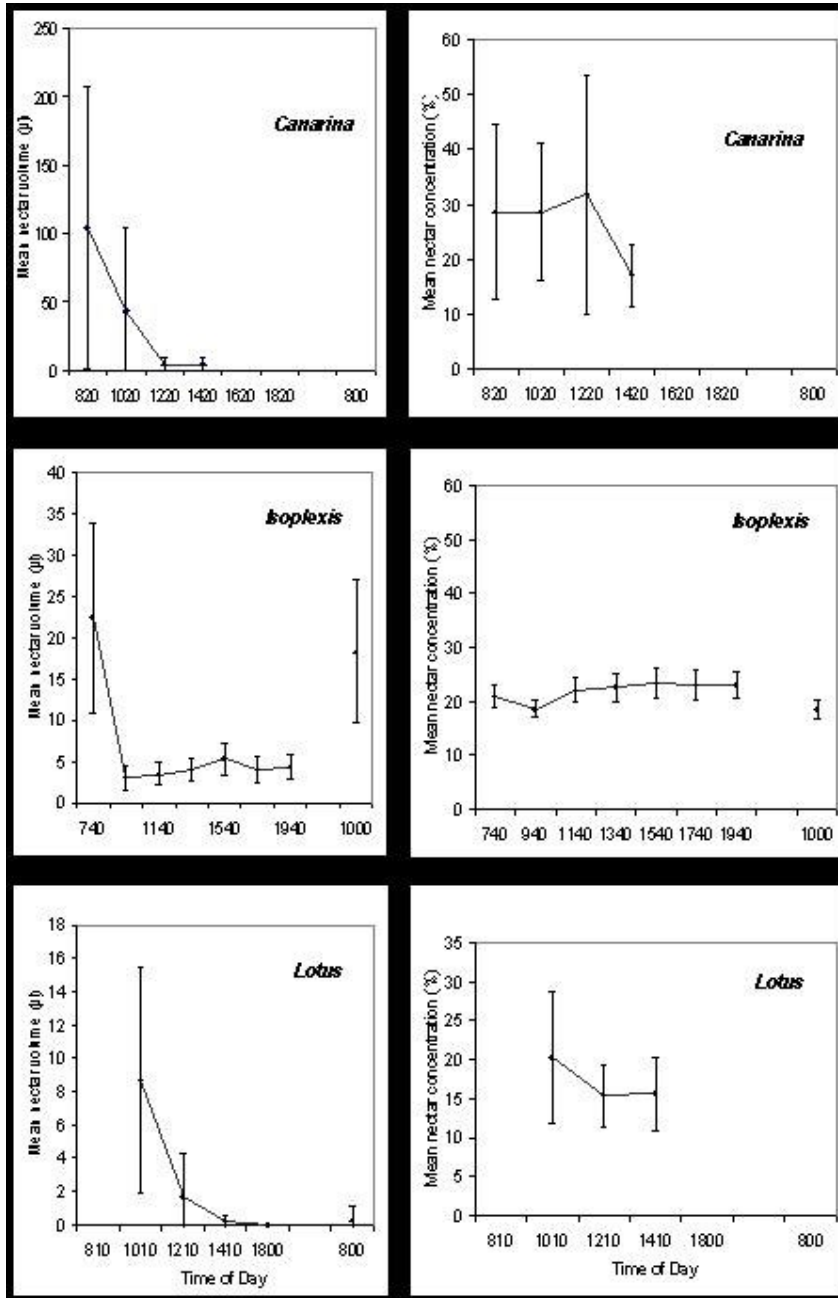 250
200
150
100
50
0
Mean nectar volume (µl)
Canarina
820 1020 1220 1420 1620 1820 800
60
50
40
30
20
10
0
Mean nectar concentration (%)
Canarina
820 1020 1220 1420 1620 1820 800
40
35
30
25
20
15
10
5
0
Mean nectar volume (µl)
Isoplexis
740 1140 1540 1940 1000
60
50
40
30
20
10
0
Mean nectar concentration (%)
Isoplexis
740 940 1140 1340 1540 1740 1940 1000
18
16
14
12
10
8
6
4
2
0
Mean nectar volume (µl)
Lotus
810 1010 1210 1410 1800 800
Time of Day
35
30
25
20
15
10
5
0
Mean nectar concentration (%)
Lotus
810 1010 1210 1410 1800 800
Time of Day